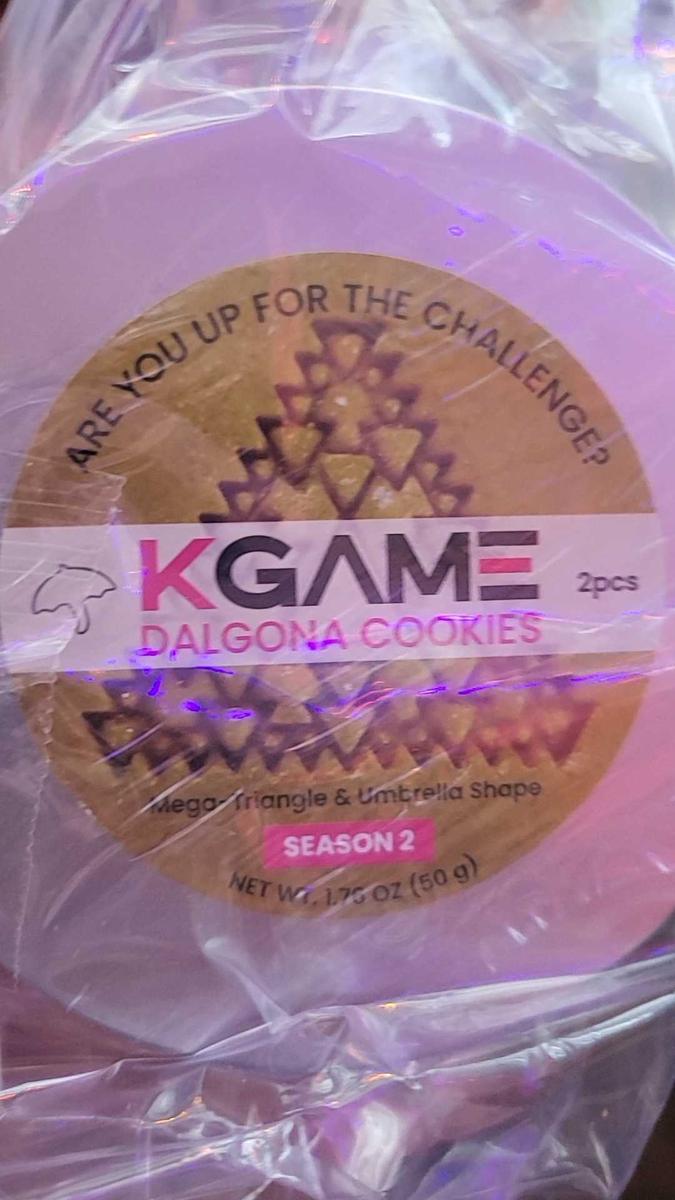 ARE YOU UP FOR THE CHALLENGE?
KGAME
2pcs
DALGONA COOKIES
Mega-Triangle & Umbrella Shape
SEASON 2
NET WT. 1.76 OZ (50 g)